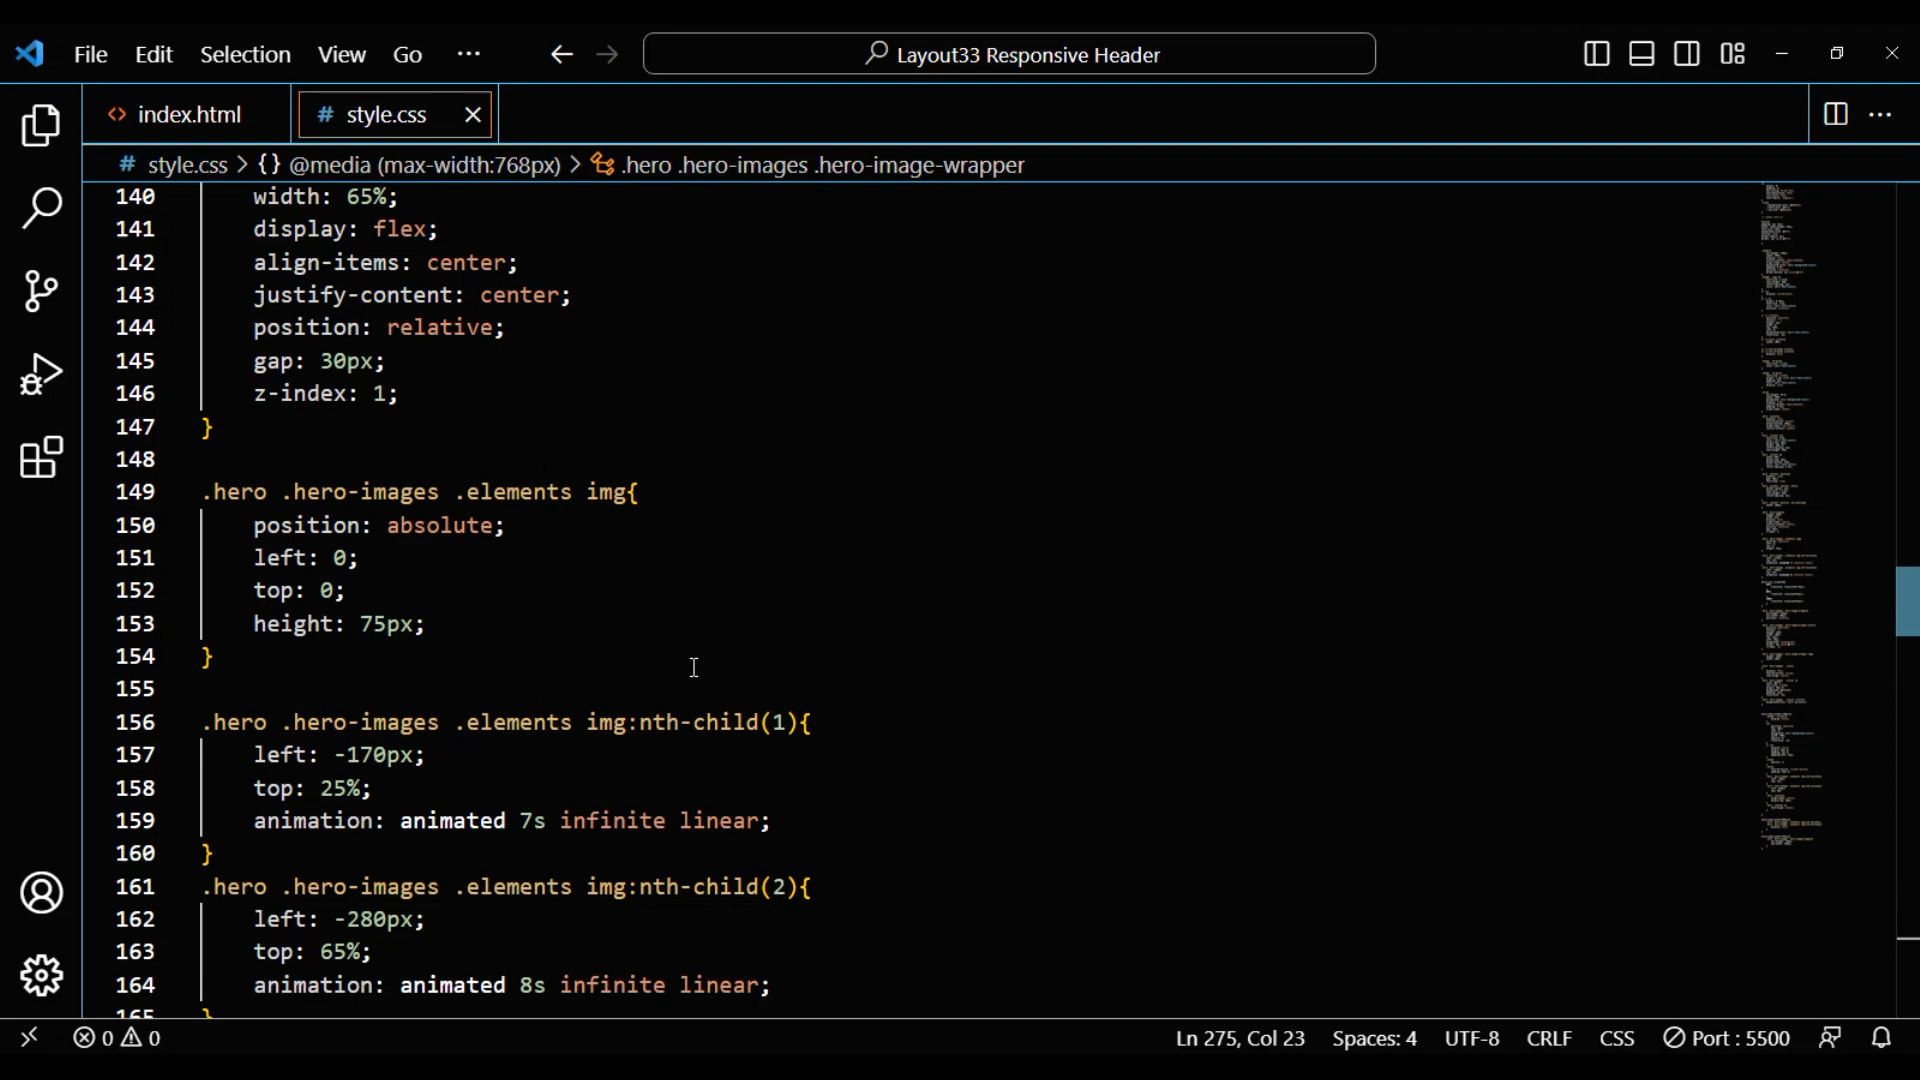 File Edit Selection View Go ··· Layout33 Responsive Header
<> index.html # style.css
# style.css > {} @media (max-width:768px) > .hero .hero-images .hero-image-wrapper
140 width: 65%;
141 display: flex;
142 align-items: center;
143 justify-content: center;
144 position: relative;
145 gap: 30px;
146 z-index: 1;
147 }
148
149 .hero .hero-images .elements img{
150 position: absolute;
151 left: 0;
152 top: 0;
153 height: 75px;
154 }
155
156 .hero .hero-images .elements img:nth-child(1){
157 left: -170px;
158 top: 25%;
159 animation: animated 7s infinite linear;
160 }
161 .hero .hero-images .elements img:nth-child(2){
162 left: -280px;
163 top: 65%;
164 animation: animated 8s infinite linear;
165 }
0 0 Ln 275, Col 23 Spaces: 4 UTF-8 CRLF CSS Port : 5500